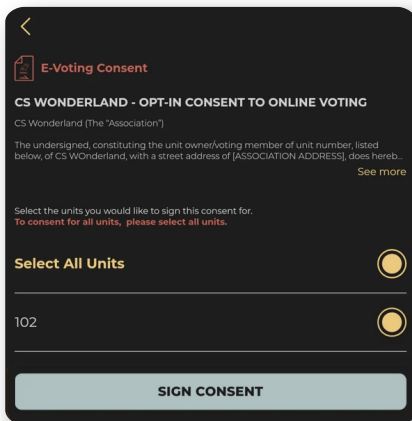 E-Voting Consent
CS WONDERLAND - OPT-IN CONSENT TO ONLINE VOTING
CS Wonderland (The "Association")
The undersigned, constituting the unit owner/voting member of unit number, listed
below, of CS WOnderland, with a street address of [ASSOCIATION ADDRESS], does hereb...
See more
Select the units you would like to sign this consent for.
To consent for all units, please select all units.
Select All Units
102
SIGN CONSENT